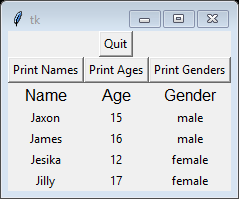 tk
Quit
Print Names Print Ages Print Genders
Name Age Gender
Jaxon 15 male
James 16 male
Jesika 12 female
Jilly 17 female